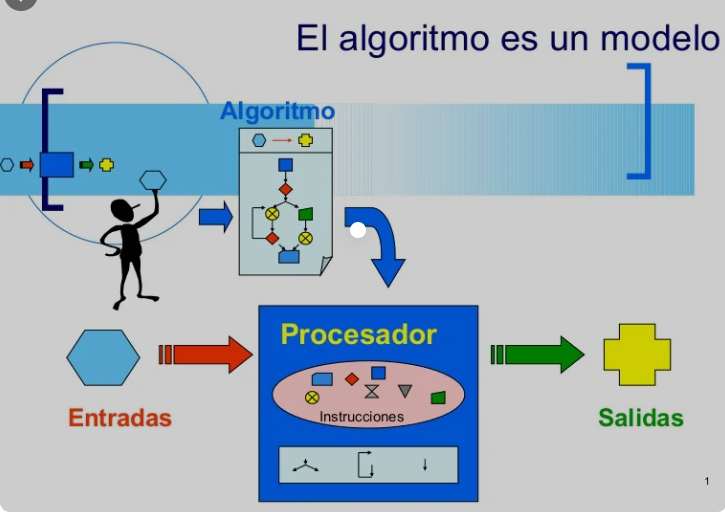 El algoritmo es un modelo
Algoritmo
Procesador
Instrucciones
Entradas
Salidas
1